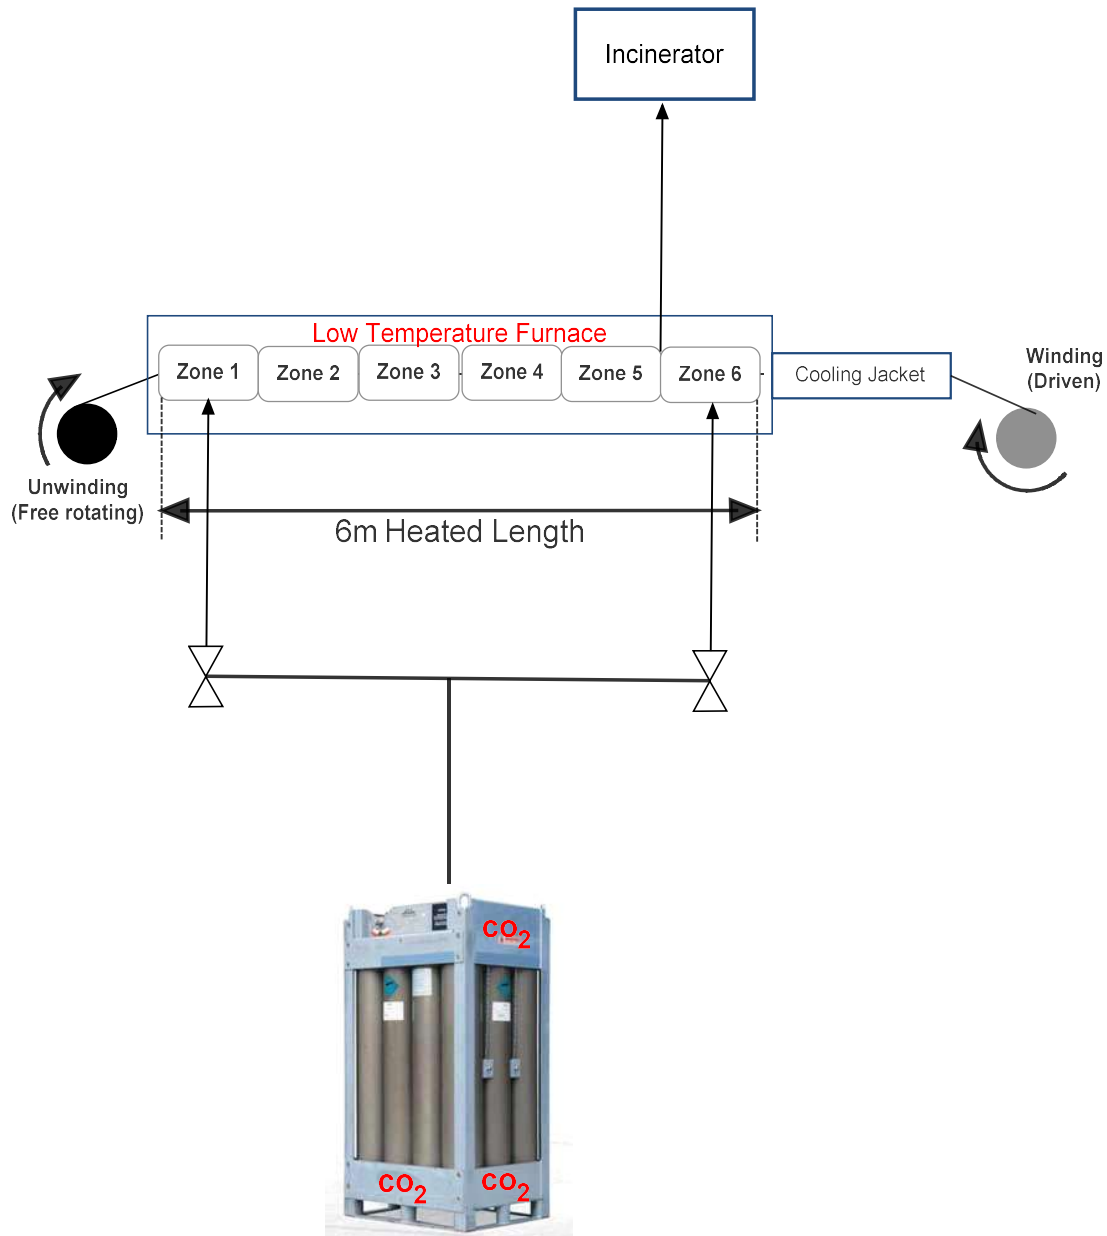 Incinerator
Low Temperature Furnace
Zone 1
Zone 2
Zone 3
Zone 4
Zone 5
Zone 6
Cooling Jacket
Winding
(Driven)
Unwinding
(Free rotating)
6m Heated Length
CO2
CO2
CO2